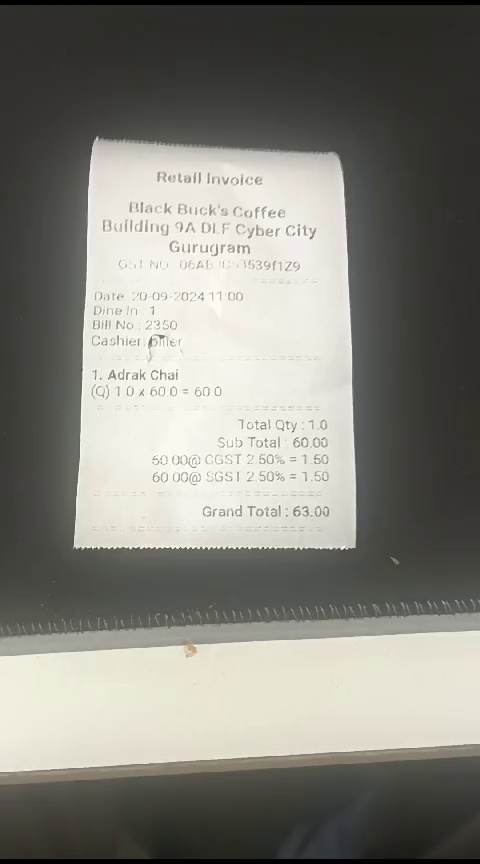 Retail Invoice
Black Buck's Coffee
Building 9A DLF Cyber City
Gurugram
GST NO
Date 20-09-2024 11:00
Dine In : 1
Bill No.: 2350
Cashier: biller
1. Adrak Chai
(Q) 1.0 x 60.0 = 60.0
Total Qty : 1.0
Sub Total : 60.00
60.00@ CGST 2.50% = 1.50
60.00@ SGST 2.50% = 1.50
Grand Total : 63.00